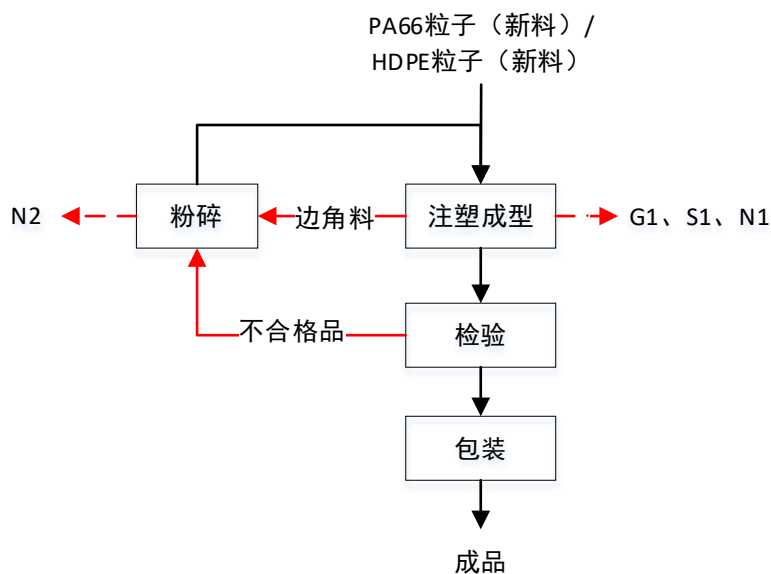 PA66粒子（新料）/
HDPE粒子（新料）
N2
粉碎
边角料
注塑成型
G1、S1、N1
不合格品
检验
包装
成品